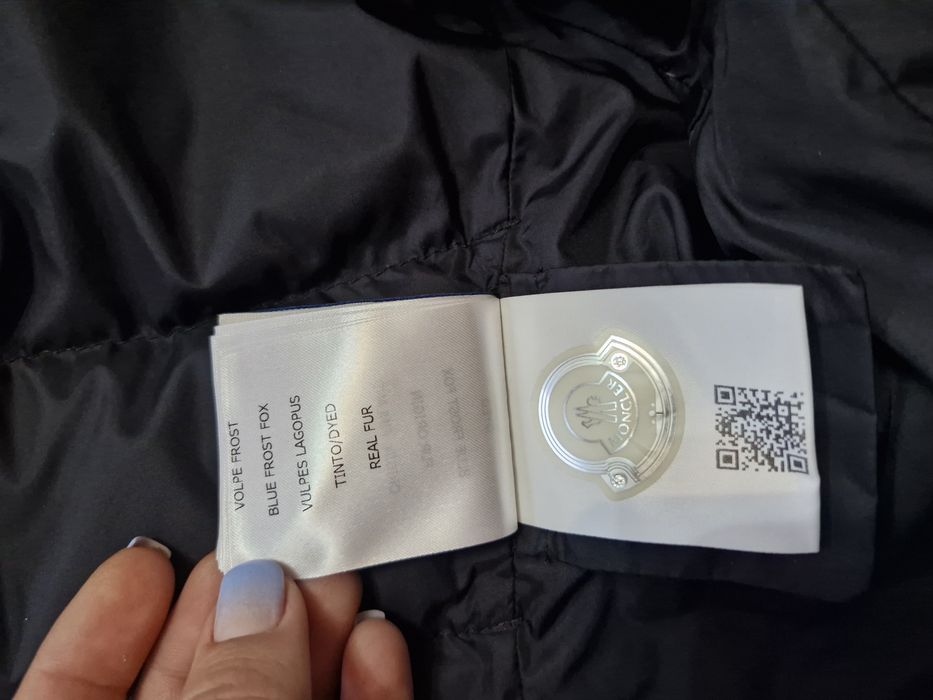 VOLPE FROST
BLUE FROST FOX
VULPES LAGOPUS
TINTO/DYED
REAL FUR
MONCLER